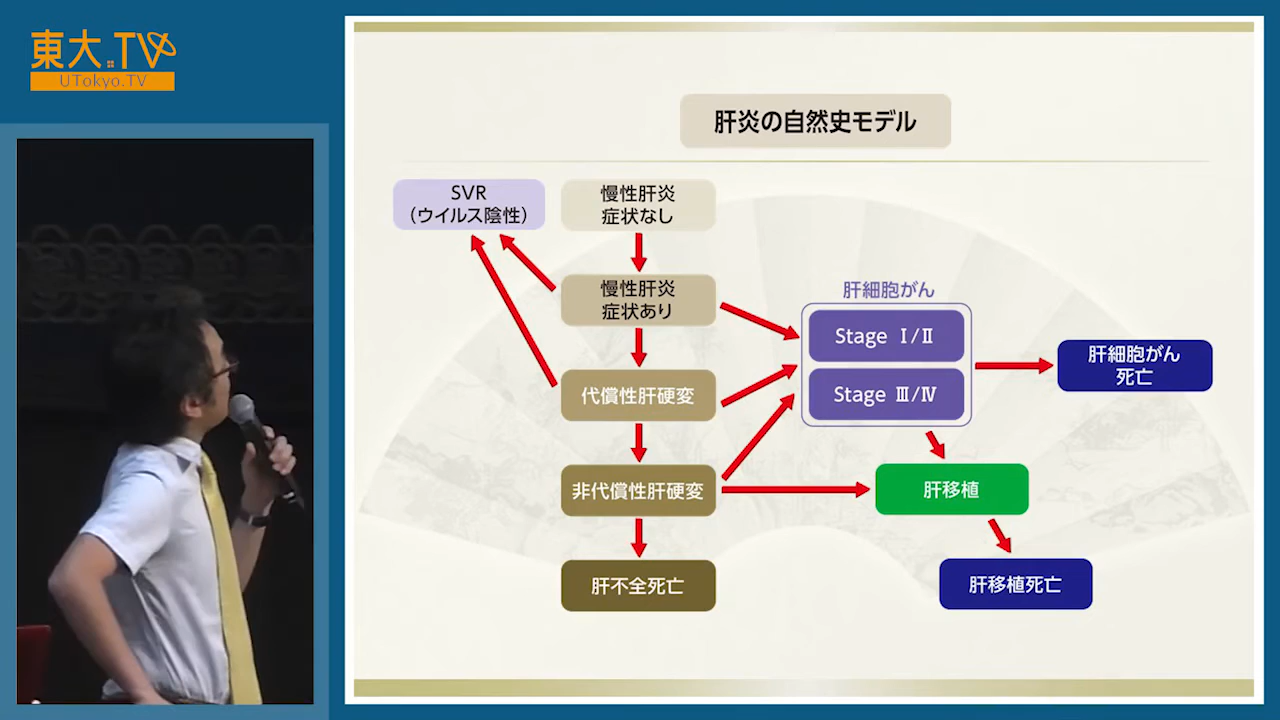 東大.TV
UTokyo.TV
肝炎の自然史モデル
SVR
（ウイルス陰性）
慢性肝炎
症状なし
慢性肝炎
症状あり
代償性肝硬変
非代償性肝硬変
肝不全死亡
肝細胞がん
Stage Ⅰ/Ⅱ
Stage Ⅲ/Ⅳ
肝細胞がん
死亡
肝移植
肝移植死亡